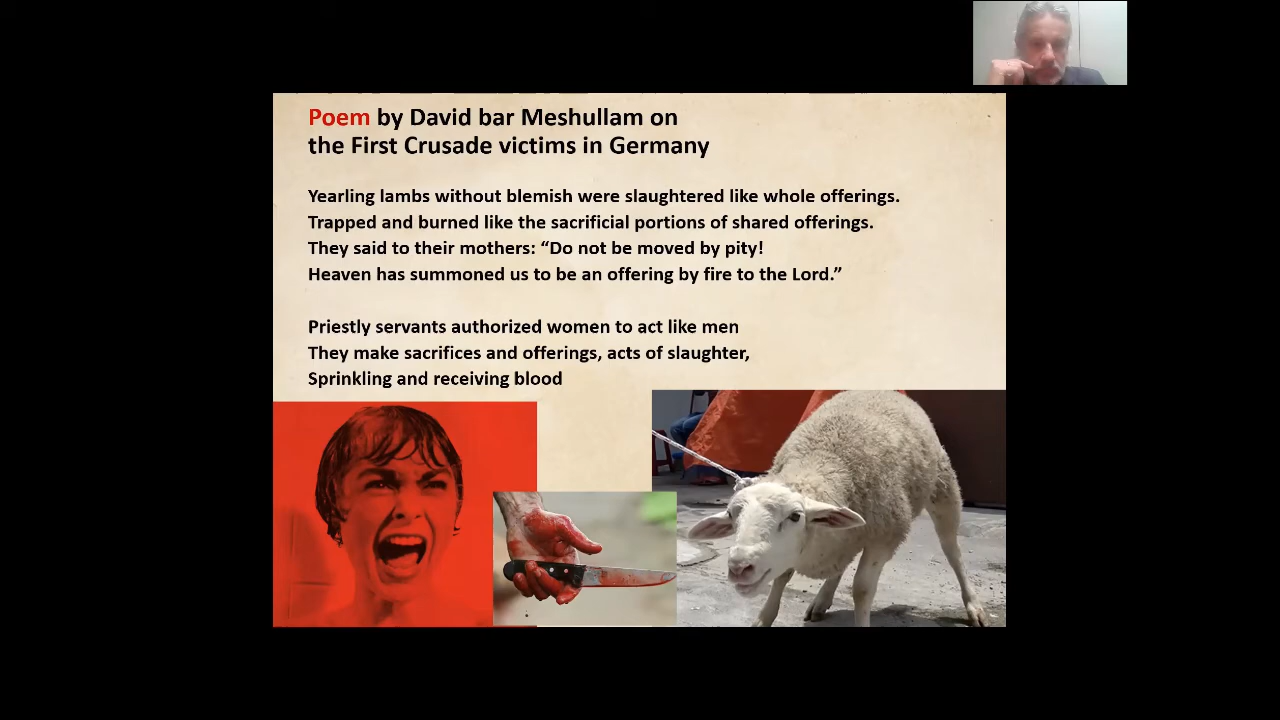 Poem by David bar Meshullam on
the First Crusade victims in Germany
Yearling lambs without blemish were slaughtered like whole offerings.
Trapped and burned like the sacrificial portions of shared offerings.
They said to their mothers: “Do not be moved by pity!
Heaven has summoned us to be an offering by fire to the Lord.”
Priestly servants authorized women to act like men
They make sacrifices and offerings, acts of slaughter,
Sprinkling and receiving blood